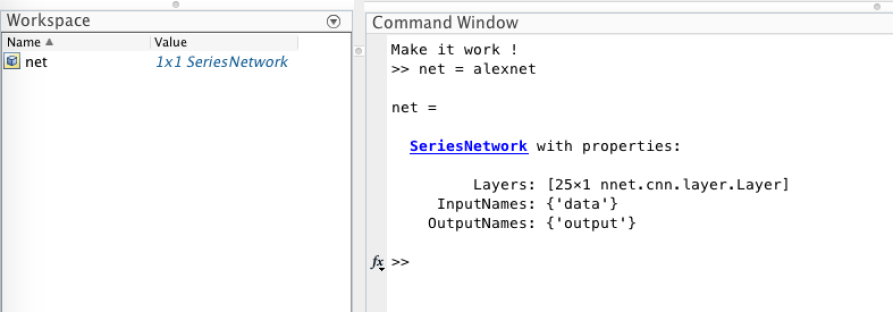 Workspace
Name Value
net 1x1 SeriesNetwork
Command Window
Make it work !
>> net = alexnet
net =
SeriesNetwork with properties:
Layers: [25×1 nnet.cnn.layer.Layer]
InputNames: {'data'}
OutputNames: {'output'}
fx >>